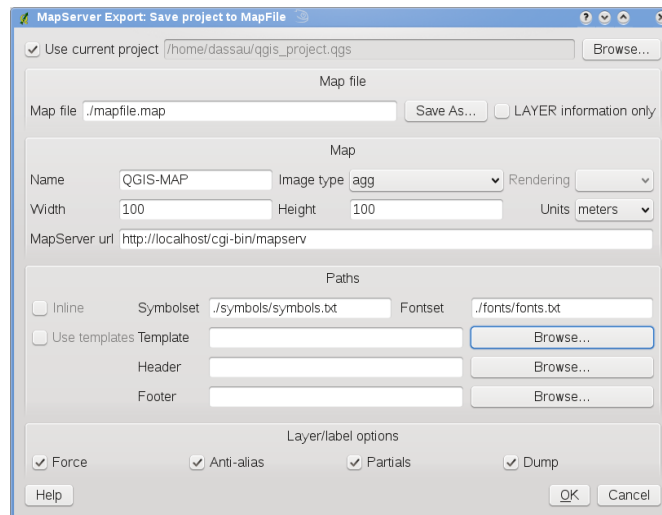 MapServer Export: Save project to MapFile
Use current project /home/dassau/qgis_project.qgs Browse...
Map file
Map file ./mapfile.map Save As... LAYER information only
Map
Name QGIS-MAP Image type agg Rendering
Width 100 Height 100 Units meters
MapServer url http://localhost/cgi-bin/mapserv
Paths
Inline Symbolset ./symbols/symbols.txt Fontset ./fonts/fonts.txt
Use templates Template Browse...
Header Browse...
Footer Browse...
Layer/label options
Force Anti-alias Partials Dump
Help OK Cancel